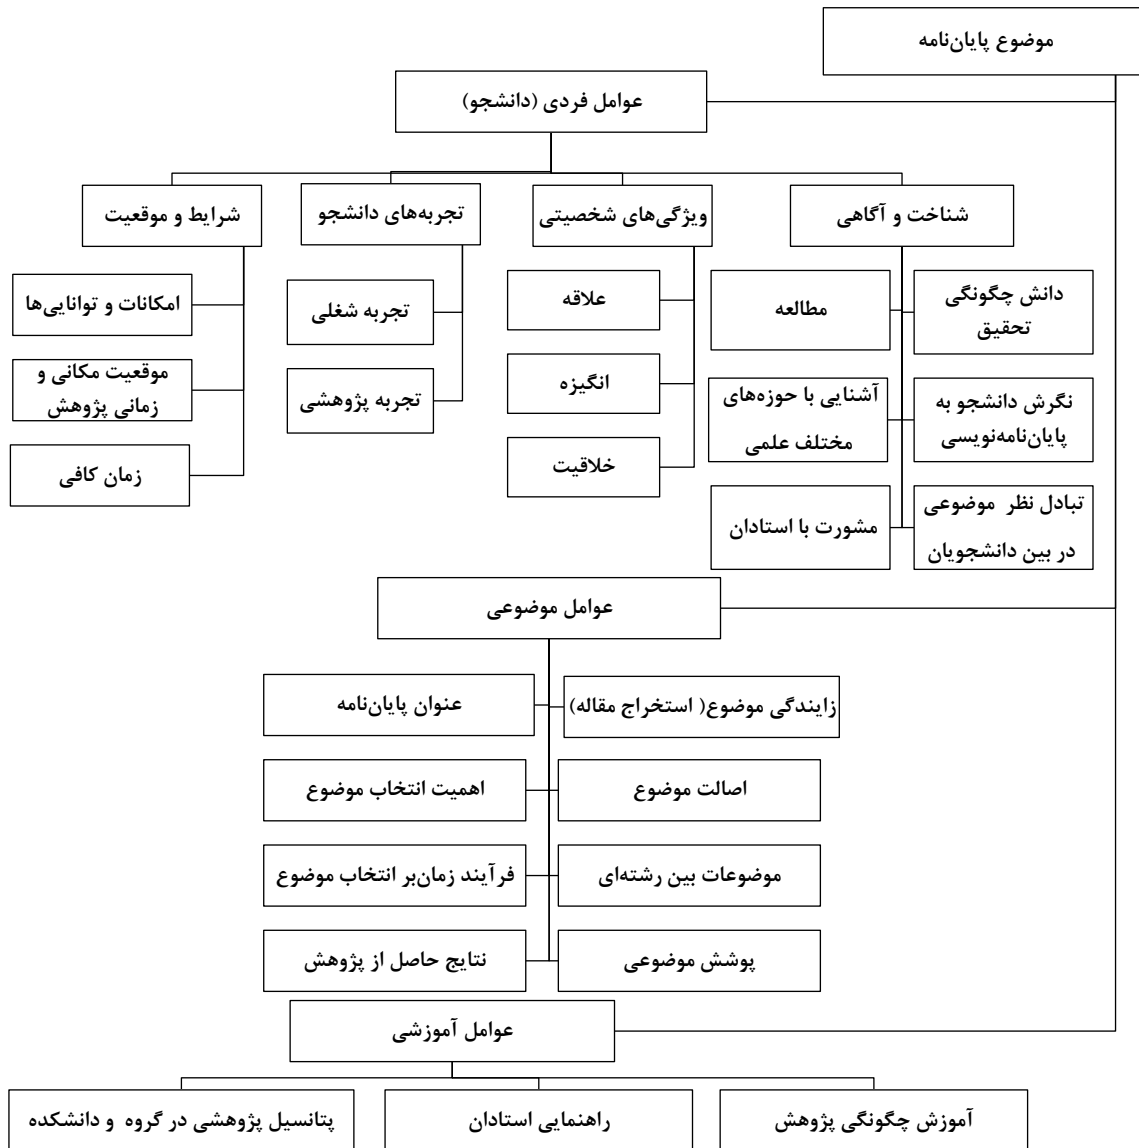 موضوع پایان‌نامه
عوامل فردی (دانشجو)
شناخت و آگاهی
ویژگی‌های شخصیتی
تجربه‌های دانشجو
شرایط و موقعیت
دانش چگونگی
تحقیق
مطالعه
نگرش دانشجو به
پایان‌نامه‌نویسی
آشنایی با حوزه‌های
مختلف علمی
تبادل نظر موضوعی
در بین دانشجویان
مشورت با استادان
علاقه
انگیزه
خلاقیت
تجربه شغلی
تجربه پژوهشی
امکانات و توانایی‌ها
موقعیت مکانی و
زمانی پژوهش
زمان کافی
عوامل موضوعی
زایندگی موضوع( استخراج مقاله)
عنوان پایان‌نامه
اصالت موضوع
اهمیت انتخاب موضوع
موضوعات بین رشته‌ای
فرآیند زمان‌بر انتخاب موضوع
پوشش موضوعی
نتایج حاصل از پژوهش
عوامل آموزشی
آموزش چگونگی پژوهش
راهنمایی استادان
پتانسیل پژوهشی در گروه و دانشکده